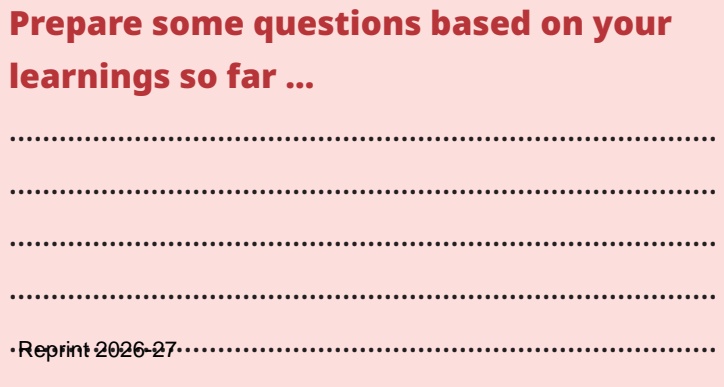 Prepare some questions based on your
learnings so far ...
Reprint 2026-27